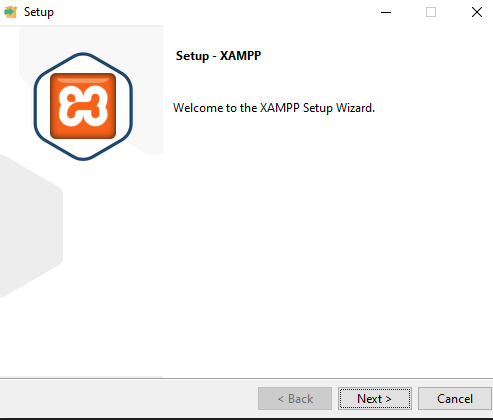 Setup
Setup - XAMPP
Welcome to the XAMPP Setup Wizard.
< Back
Next >
Cancel